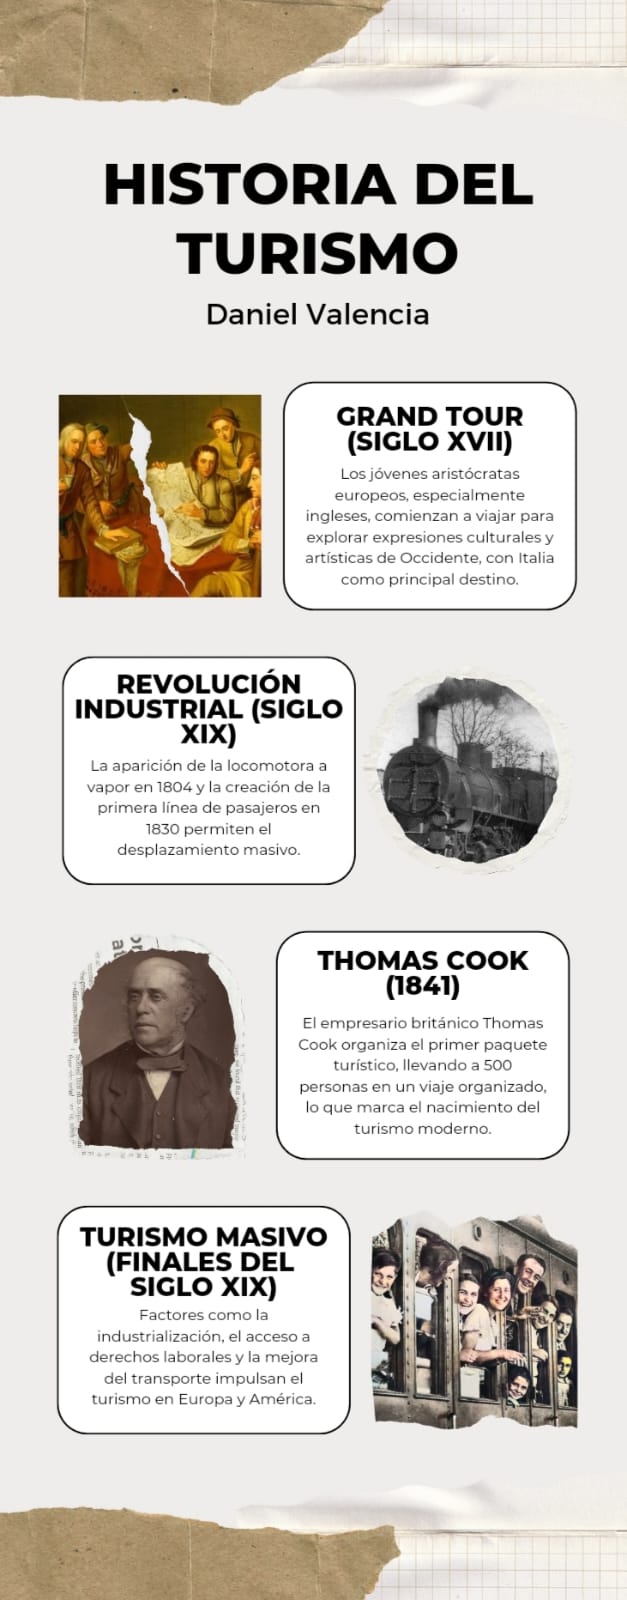 HISTORIA DEL
TURISMO
Daniel Valencia
GRAND TOUR
(SIGLO XVII)
Los jóvenes aristócratas
europeos, especialmente
ingleses, comienzan a viajar para
explorar expresiones culturales y
artísticas de Occidente, con Italia
como principal destino.
REVOLUCIÓN
INDUSTRIAL (SIGLO
XIX)
La aparición de la locomotora a
vapor en 1804 y la creación de la
primera línea de pasajeros en
1830 permiten el
desplazamiento masivo.
THOMAS COOK
(1841)
El empresario británico Thomas
Cook organiza el primer paquete
turístico, llevando a 500
personas en un viaje organizado,
lo que marca el nacimiento del
turismo moderno.
TURISMO MASIVO
(FINALES DEL
SIGLO XIX)
Factores como la
industrialización, el acceso a
derechos laborales y la mejora
del transporte impulsan el
turismo en Europa y América.